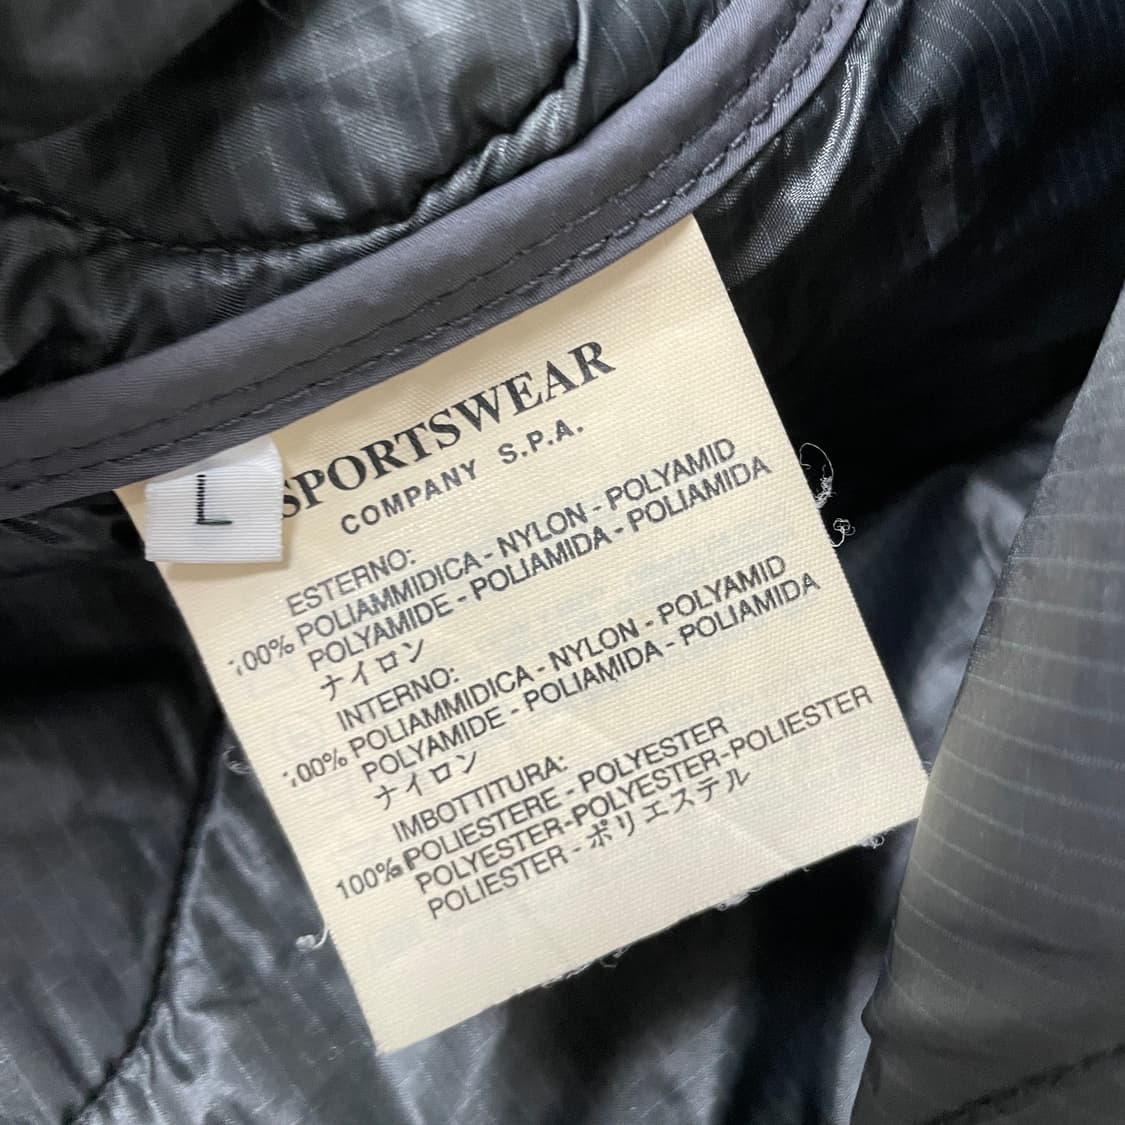 SPORTSWEAR
COMPANY S.P.A.
L
ESTERNO:
100% POLIAMMIDICA - NYLON - POLYAMID
POLYAMIDE - POLIAMIDA - POLIAMIDA
ナイロン
INTERNO:
100% POLIAMMIDICA - NYLON - POLYAMID
POLYAMIDE - POLIAMIDA - POLIAMIDA
ナイロン
IMBOTTITURA:
100% POLIESTERE - POLYESTER
POLYESTER-POLYESTER-POLIESTER
POLIESTER - ポリエステル